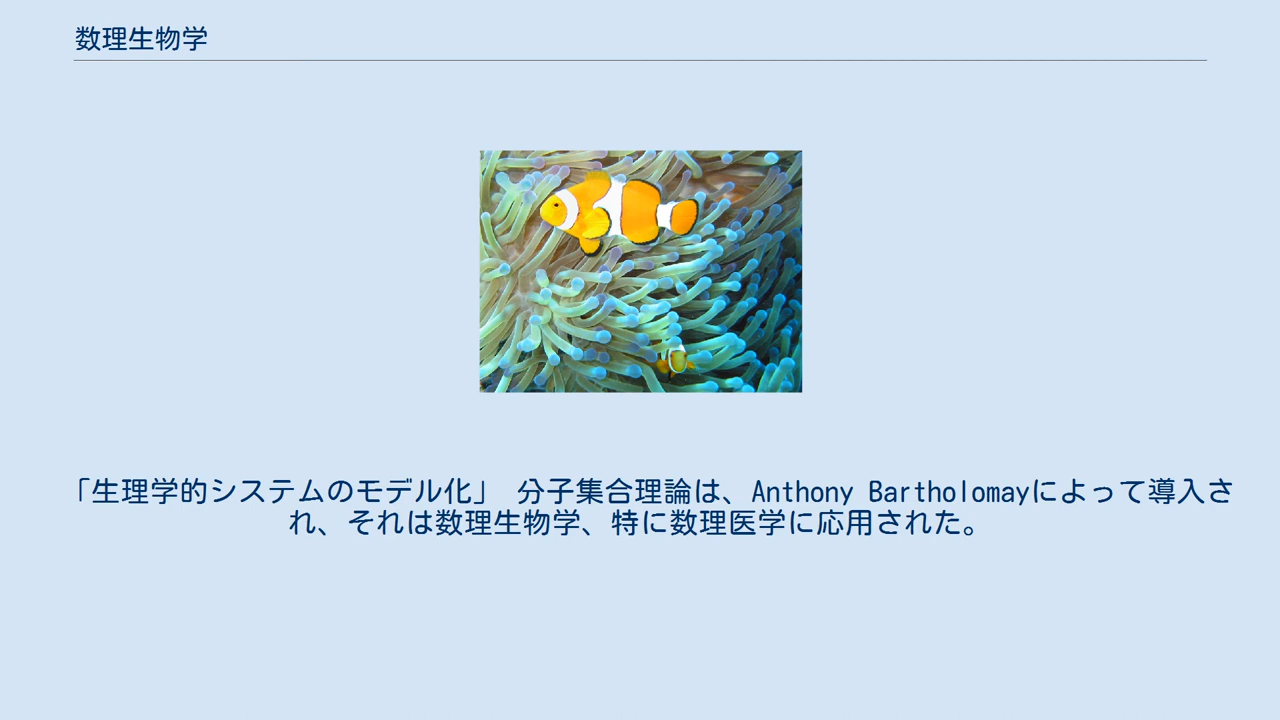 数理生物学
「生理学的システムのモデル化」 分子集合理論は、Anthony Bartholomayによって導入さ
れ、それは数理生物学、特に数理医学に応用された。